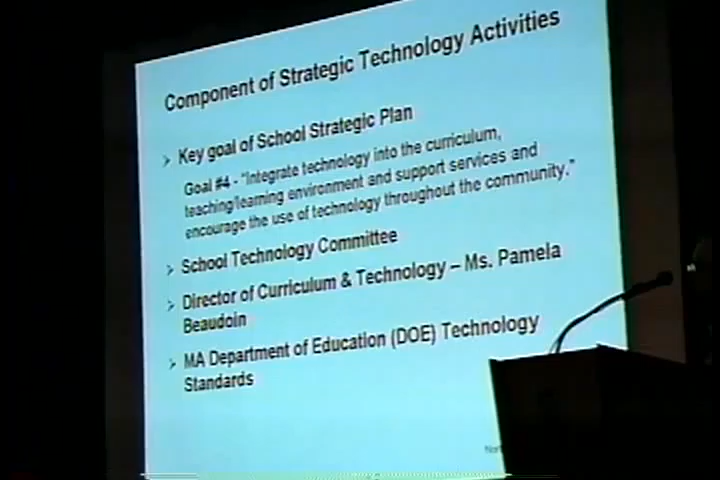 Component of Strategic Technology Activities
Key goal of School Strategic Plan
Goal #4 - "Integrate technology into the curriculum,
teaching/learning environment and support services and
encourage the use of technology throughout the community."
School Technology Committee
Director of Curriculum & Technology – Ms. Pamela
Beaudoin
MA Department of Education (DOE) Technology
Standards